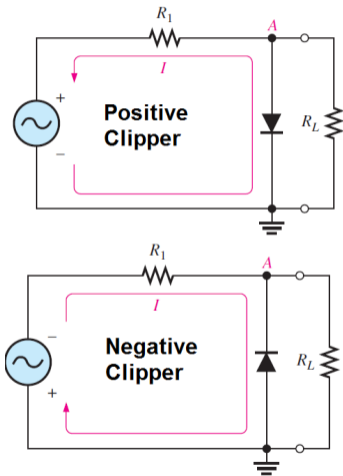 R1
A
+
I
Positive
Clipper
RL
−
R1
A
−
I
Negative
Clipper
RL
+